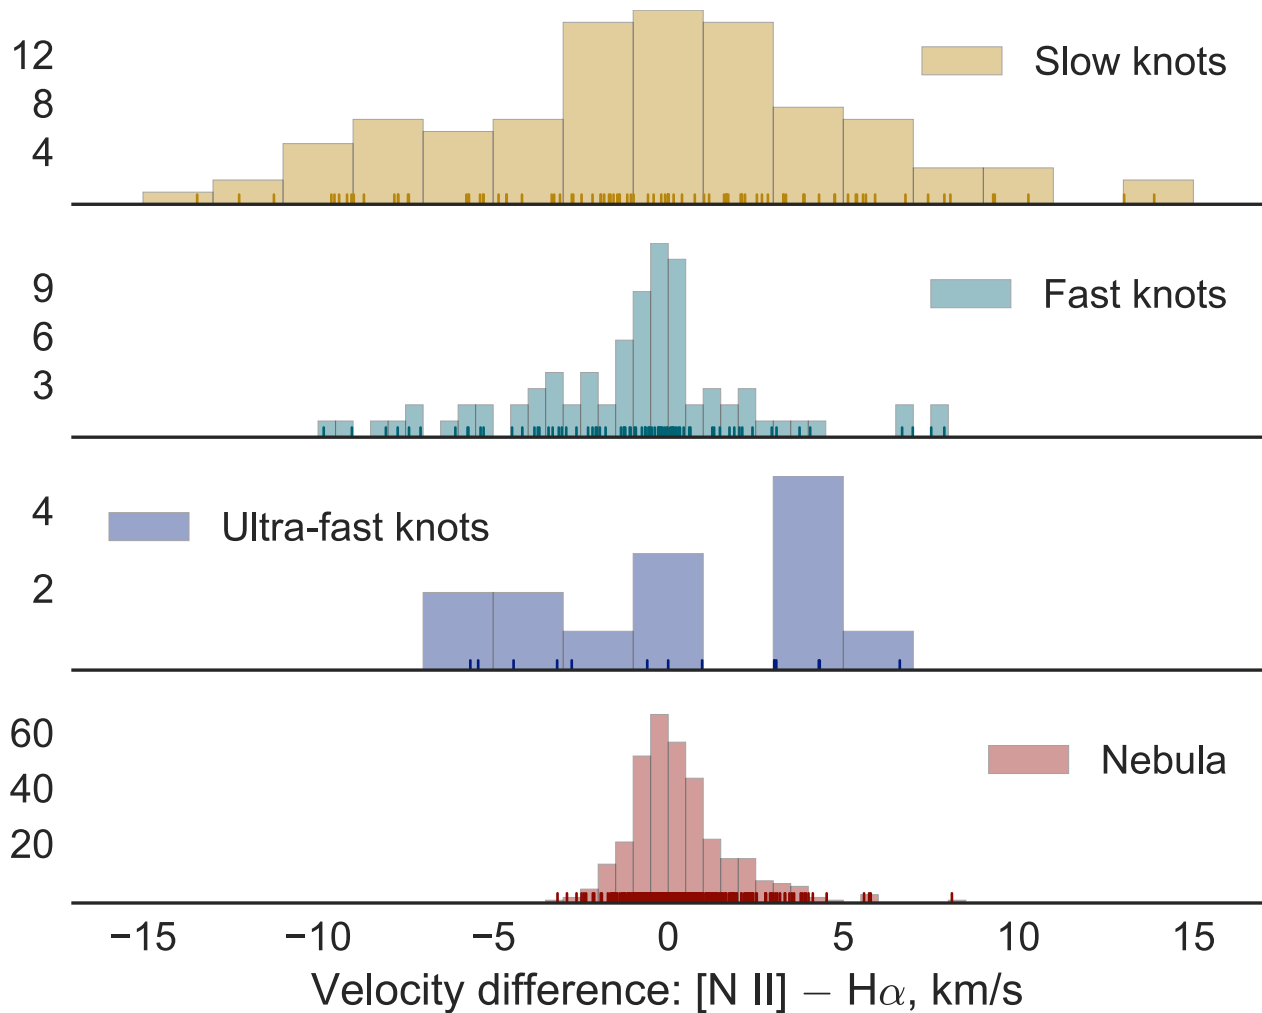 12
8
4
Slow knots
9
6
3
Fast knots
4
2
Ultra-fast knots
60
40
20
Nebula
−15 −10 −5 0 5 10 15
Velocity difference: [N II] − Hα, km/s